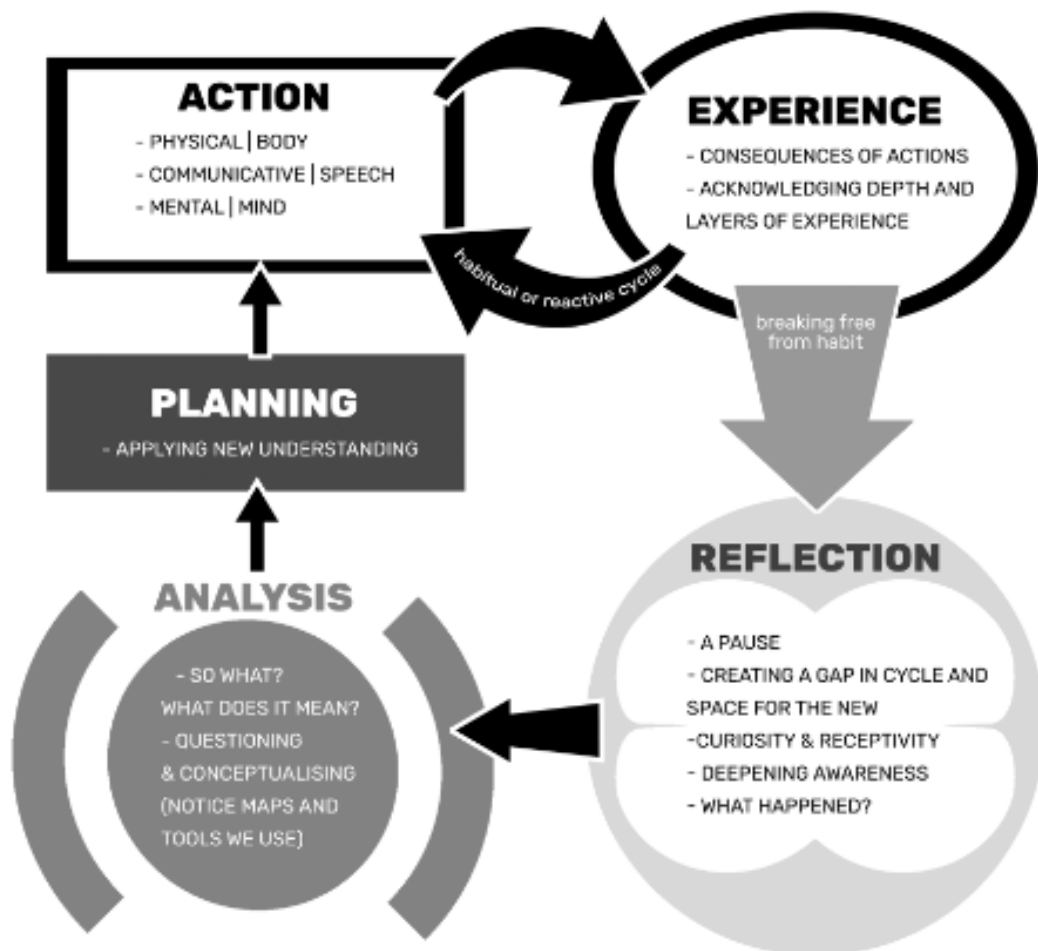 ACTION
- PHYSICAL | BODY
- COMMUNICATIVE | SPEECH
- MENTAL | MIND
EXPERIENCE
- CONSEQUENCES OF ACTIONS
- ACKNOWLEDGING DEPTH AND
LAYERS OF EXPERIENCE
habitual or reactive cycle
breaking free
from habit
PLANNING
- APPLYING NEW UNDERSTANDING
REFLECTION
- A PAUSE
- CREATING A GAP IN CYCLE AND
SPACE FOR THE NEW
-CURIOSITY & RECEPTIVITY
- DEEPENING AWARENESS
- WHAT HAPPENED?
ANALYSIS
- SO WHAT?
WHAT DOES IT MEAN?
- QUESTIONING
& CONCEPTUALISING
(NOTICE MAPS AND
TOOLS WE USE)